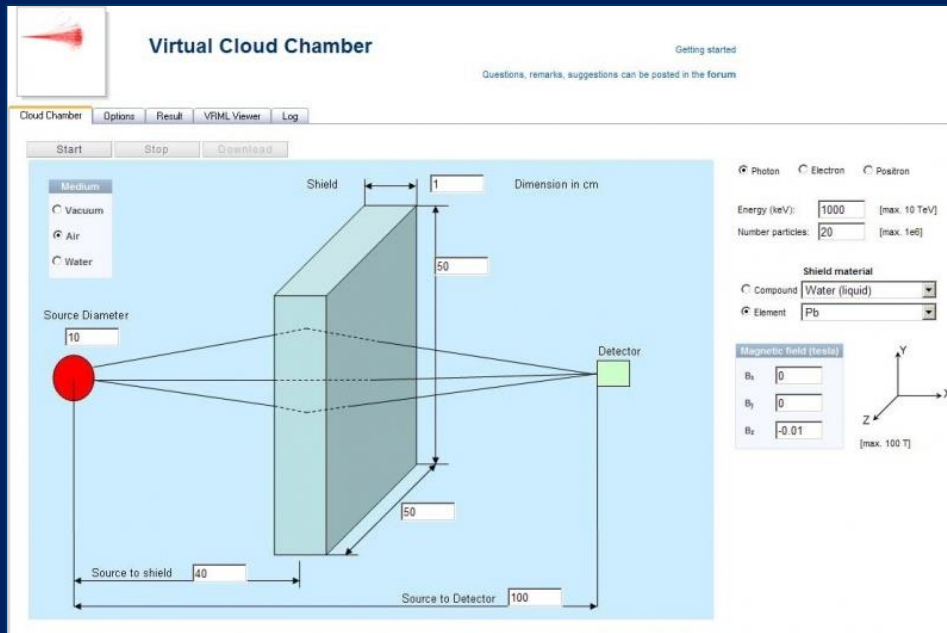 Virtual Cloud Chamber
Getting started
Questions, remarks, suggestions can be posted in the forum
Cloud Chamber Options Result VRML Viewer Log
Start Stop Download
Medium
Vacuum
Air
Water
Shield 1 Dimension in cm
50
Source Diameter
10
Detector
50
Source to shield 40
Source to Detector 100
Photon Electron Positron
Energy (keV): 1000 [max. 10 TeV]
Number particles: 20 [max. 1e6]
Shield material
Compound Water (liquid)
Element Pb
Magnetic field (tesla)
Bx 0
By 0
Bz -0.01
Y
X
Z
[max. 100 T]